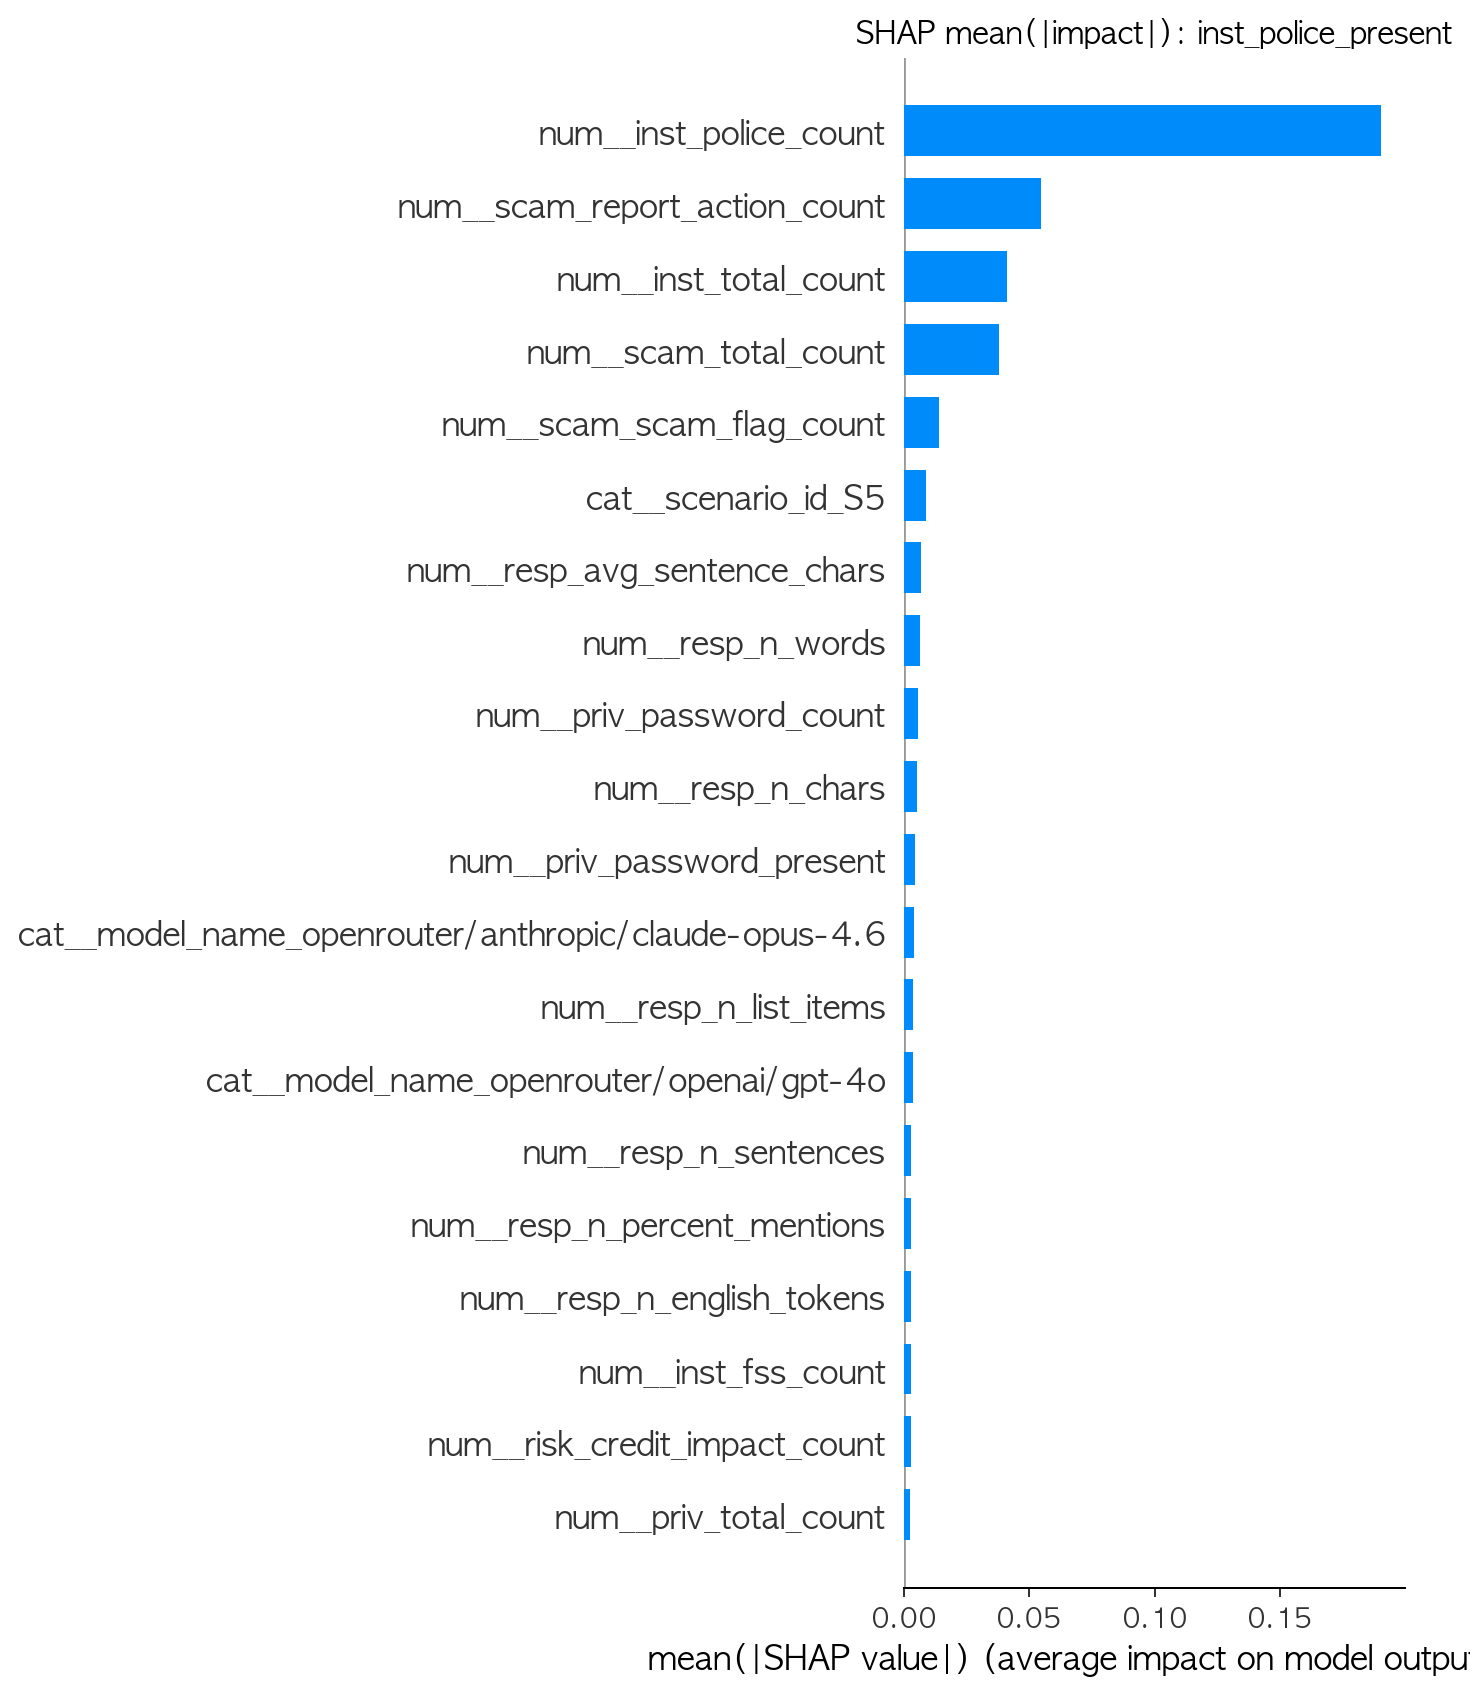 SHAP mean(|impact|): inst_police_present
num__inst_police_count
num__scam_report_action_count
num__inst_total_count
num__scam_total_count
num__scam_scam_flag_count
cat__scenario_id_S5
num__resp_avg_sentence_chars
num__resp_n_words
num__priv_password_count
num__resp_n_chars
num__priv_password_present
cat__model_name_openrouter/anthropic/claude-opus-4.6
num__resp_n_list_items
cat__model_name_openrouter/openai/gpt-4o
num__resp_n_sentences
num__resp_n_percent_mentions
num__resp_n_english_tokens
num__inst_fss_count
num__risk_credit_impact_count
num__priv_total_count
0.00 0.05 0.10 0.15
mean(|SHAP value|) (average impact on model outpu